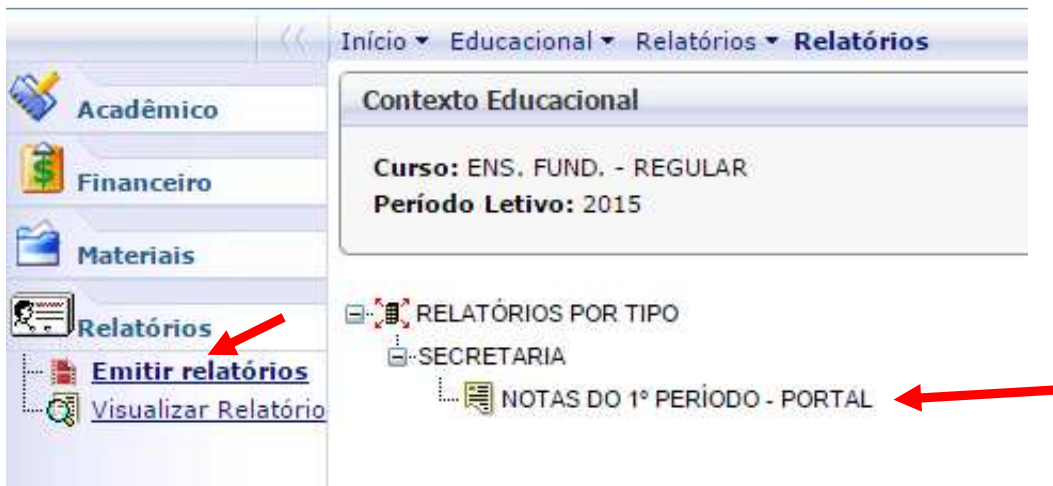 Início Educacional Relatórios Relatórios
Acadêmico
Financeiro
Materiais
Relatórios
Emitir relatórios
Visualizar Relatório
Contexto Educacional
Curso: ENS. FUND. - REGULAR
Período Letivo: 2015
RELATÓRIOS POR TIPO
SECRETARIA
NOTAS DO 1º PERÍODO - PORTAL